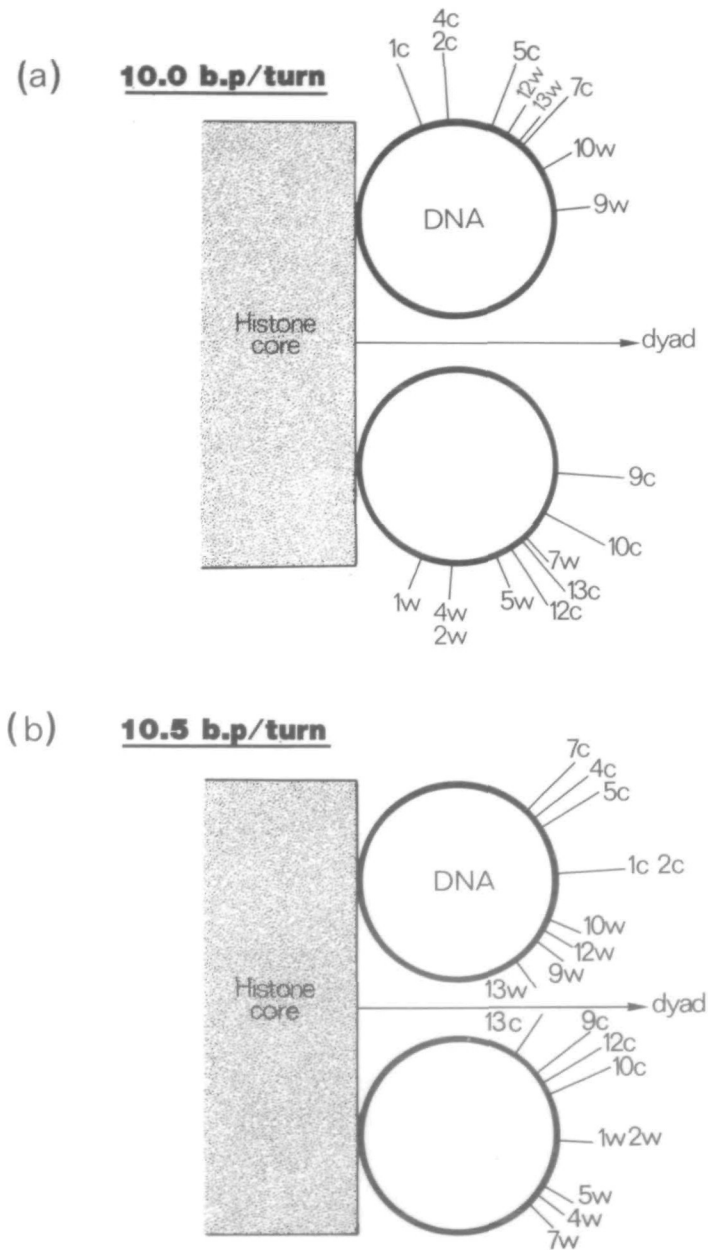 (a) 10.0 b.p/turn
4c
1c 2c 5c
12w 13w 7c
10w
9w
DNA
Histone
core
dyad
9c
10c
7w
1w 4w 5w 13c
2w 12c
(b) 10.5 b.p/turn
7c
4c
5c
DNA
1c 2c
10w
12w
9w
13w
Histone
core
dyad
13c 9c
12c
10c
1w 2w
5w
4w
7w